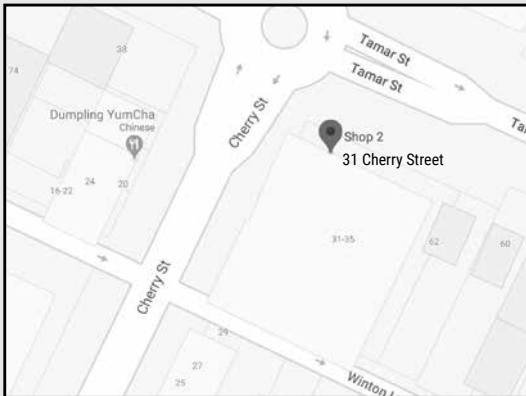 38
74
Tamar St
Tamar St
Ta
Dumpling YumCha
Chinese
Cherry St
Shop 2
31 Cherry Street
16-22
24
20
31-35
62
60
Cherry St
29
27
25
Winton L